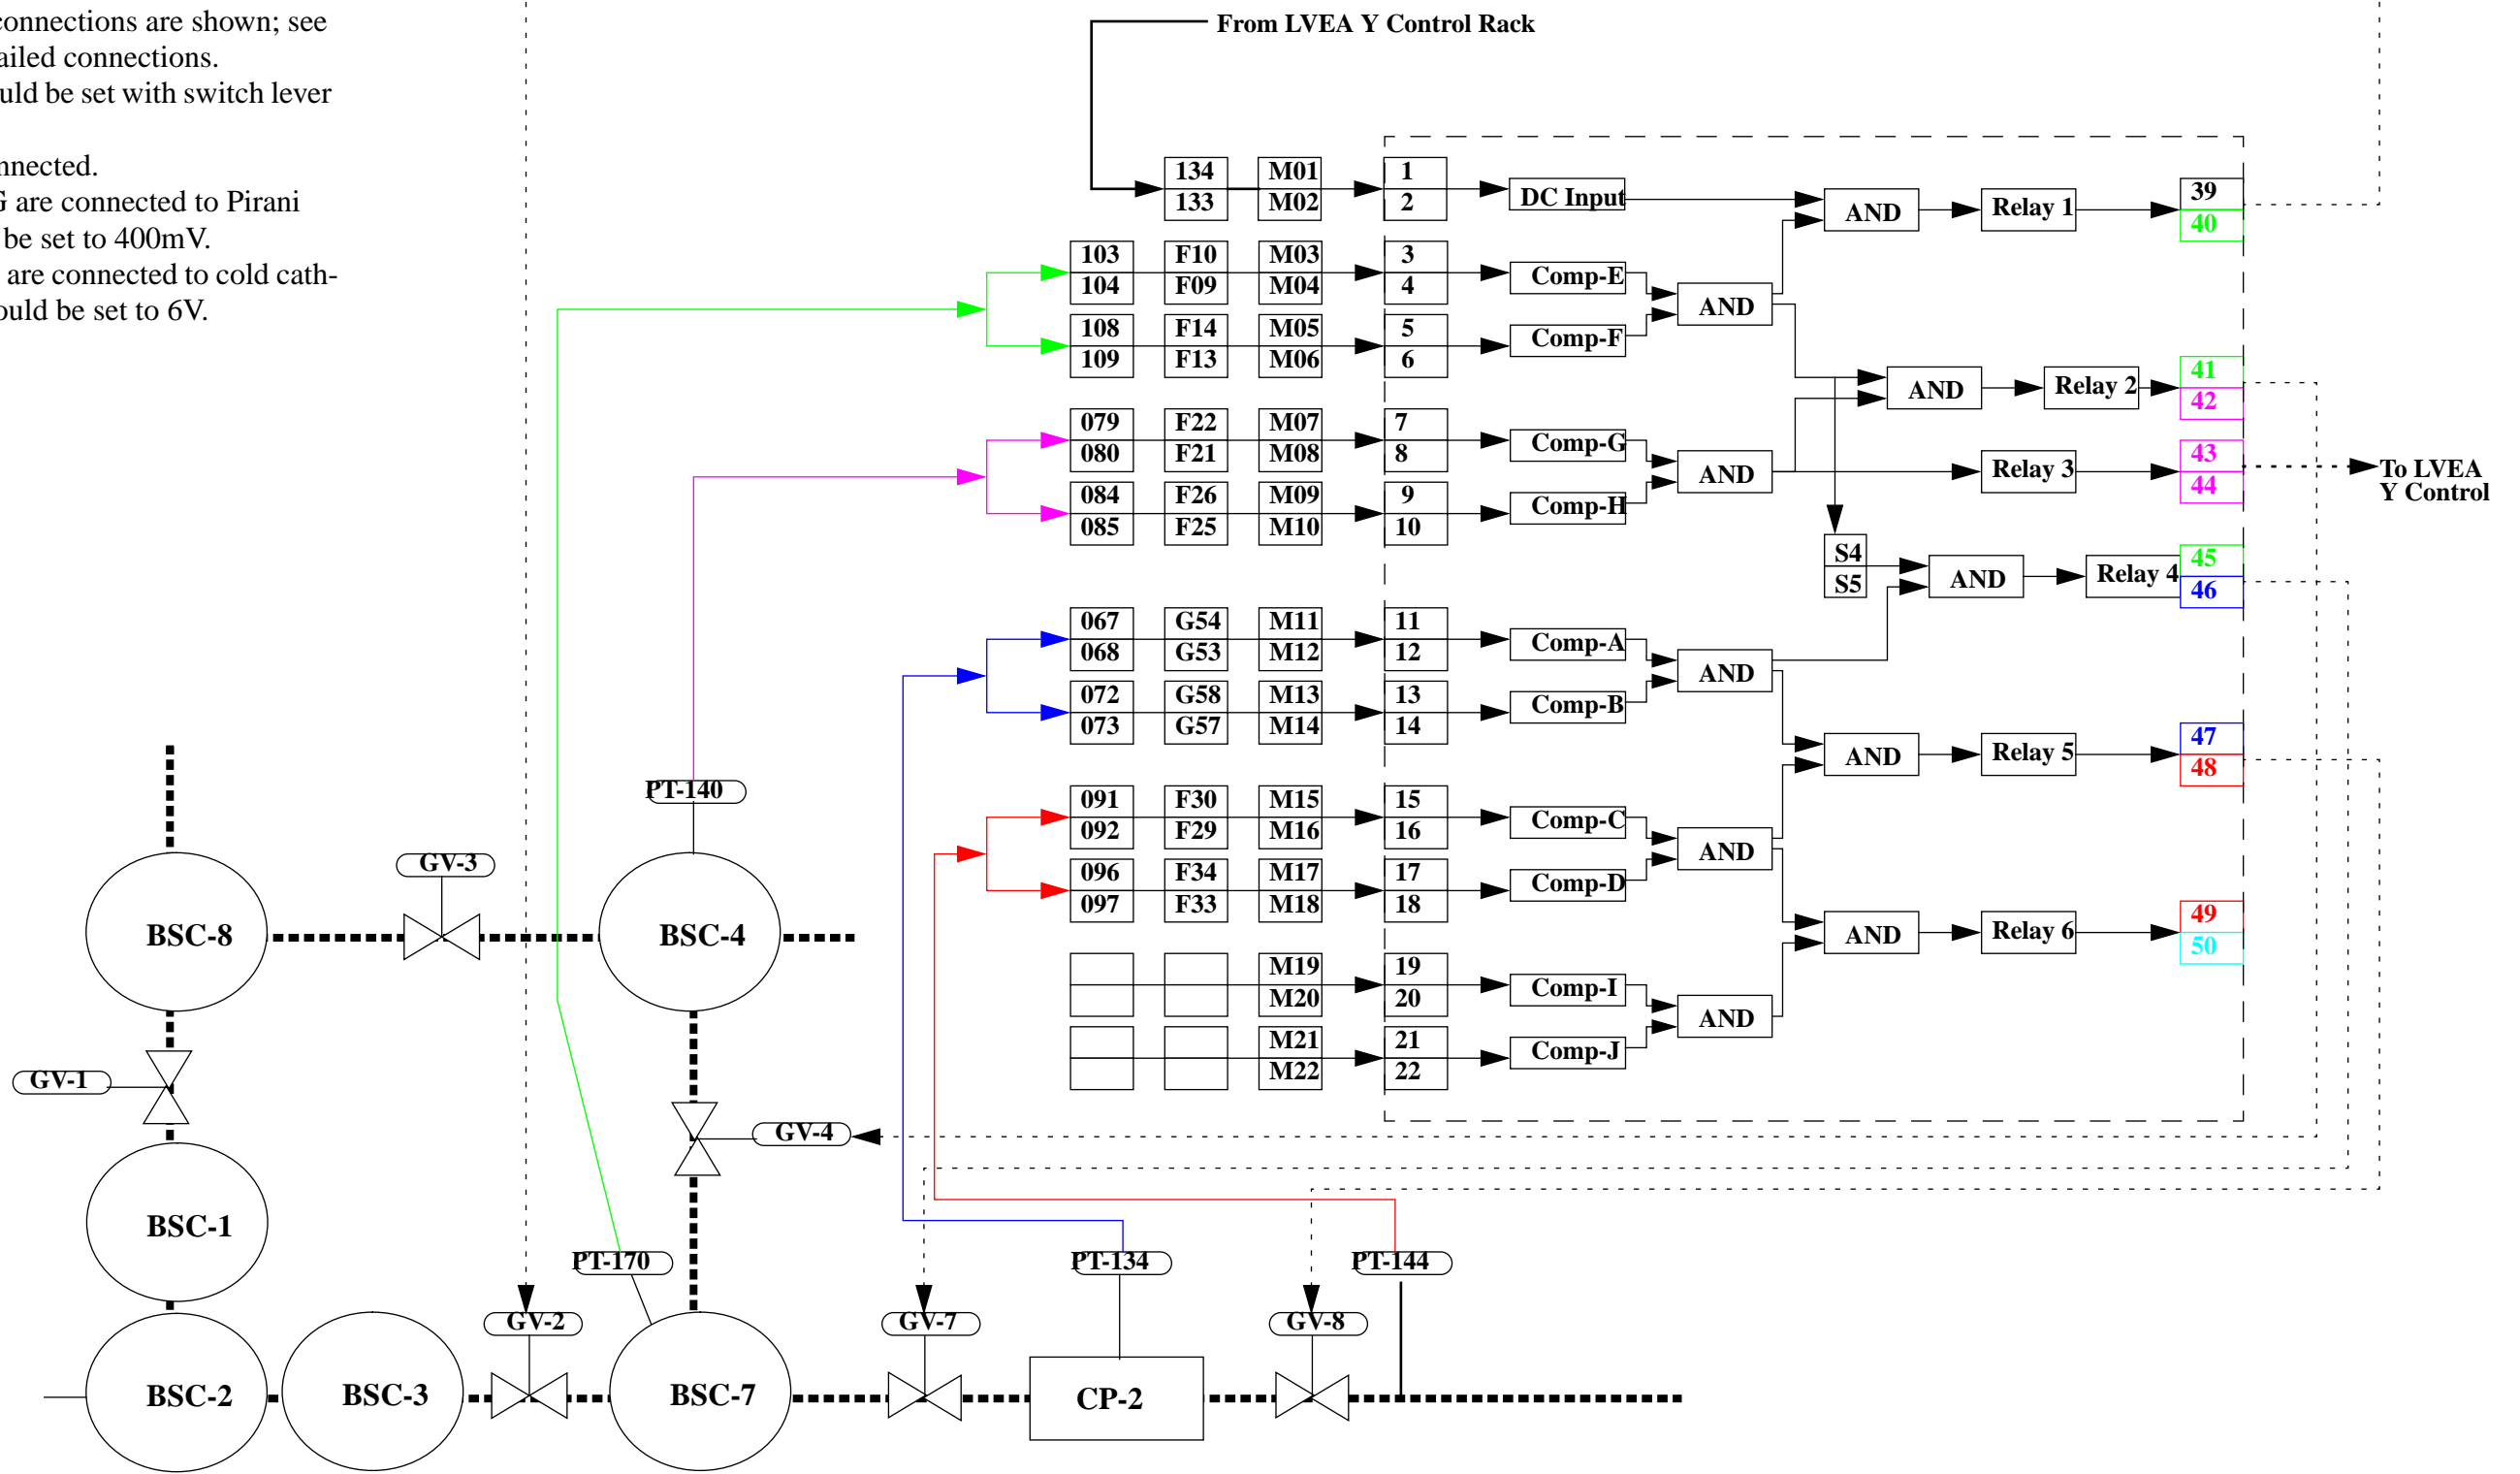 connections are shown; see
ailed connections.
ould be set with switch lever
nnected.
G are connected to Pirani
be set to 400mV.
are connected to cold cath-
ould be set to 6V.
From LVEA Y Control Rack
134 M01 1
133 M02 2
DC Input
AND
Relay 1
39
40
103 F10 M03 3
104 F09 M04 4
Comp-E
AND
108 F14 M05 5
109 F13 M06 6
Comp-F
AND
Relay 2
41
42
079 F22 M07 7
080 F21 M08 8
Comp-G
AND
Relay 3
43
44
To LVEA
Y Control
084 F26 M09 9
085 F25 M10 10
Comp-H
S4
S5
AND
Relay 4
45
46
067 G54 M11 11
068 G53 M12 12
Comp-A
AND
072 G58 M13 13
073 G57 M14 14
Comp-B
AND
Relay 5
47
48
091 F30 M15 15
092 F29 M16 16
Comp-C
AND
096 F34 M17 17
097 F33 M18 18
Comp-D
AND
Relay 6
49
50
M19 19
M20 20
Comp-I
AND
M21 21
M22 22
Comp-J
PT-140
GV-3
BSC-8
BSC-4
GV-1
GV-4
BSC-1
PT-170
PT-134
PT-144
GV-2
GV-7
GV-8
BSC-2
BSC-3
BSC-7
CP-2